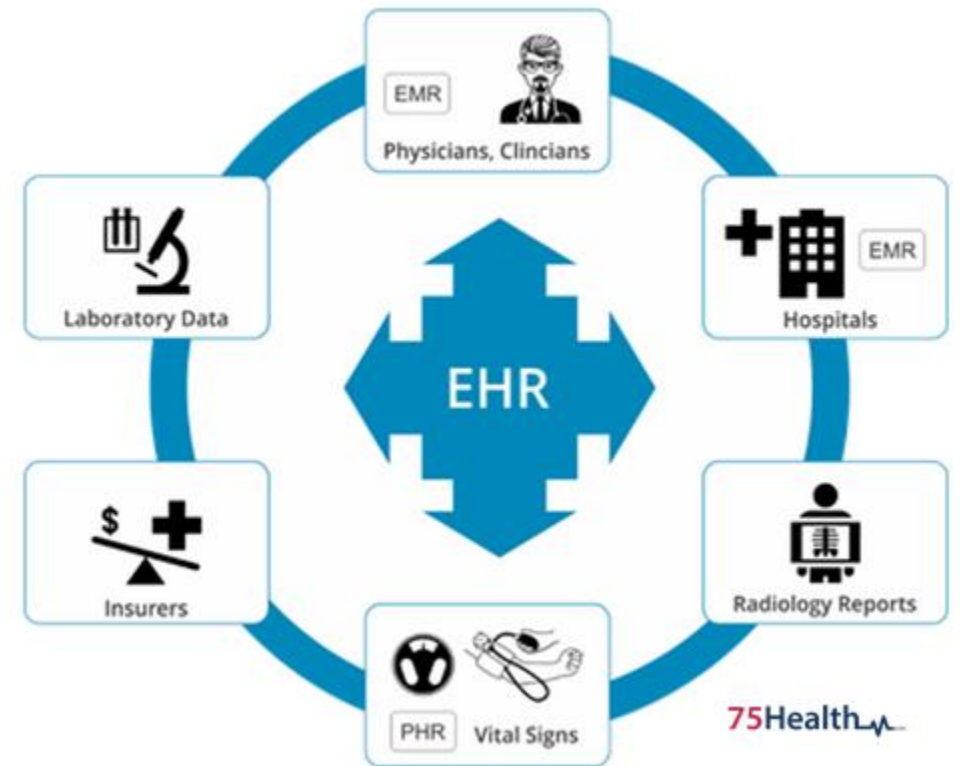 EMR
Physicians, Clincians
Laboratory Data
EMR
Hospitals
EHR
$
Insurers
Radiology Reports
PHR
Vital Signs
75Health